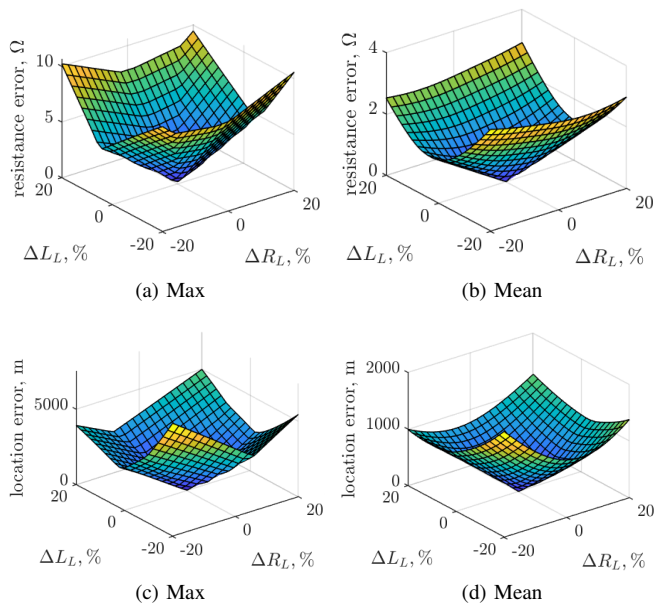 resistance error, Ω
10
5
0
20
0
-20
-20
0
20
ΔL_L, %
ΔR_L, %
(a) Max
resistance error, Ω
4
2
0
20
0
-20
-20
0
20
ΔL_L, %
ΔR_L, %
(b) Mean
location error, m
5000
0
20
0
-20
-20
0
20
ΔL_L, %
ΔR_L, %
(c) Max
location error, m
2000
1000
0
20
0
-20
-20
0
20
ΔL_L, %
ΔR_L, %
(d) Mean